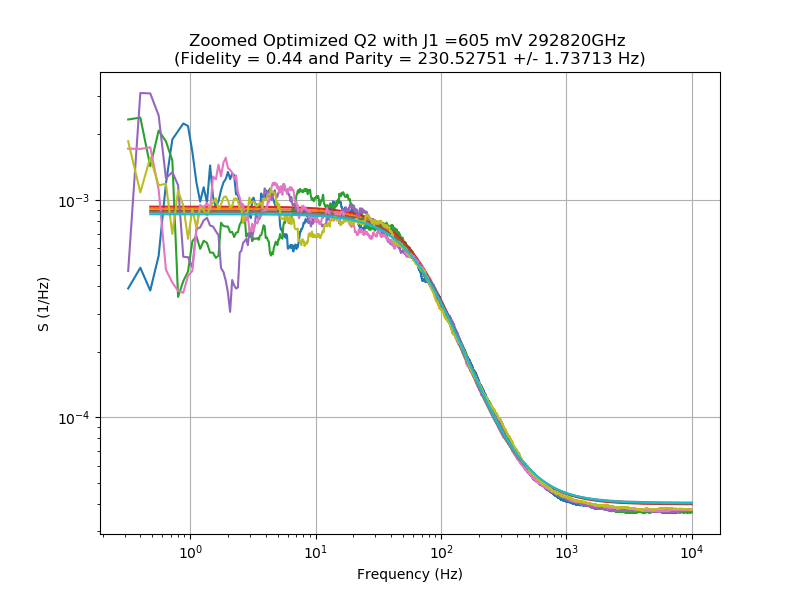 Zoomed Optimized Q2 with J1 =605 mV 292820GHz
(Fidelity = 0.44 and Parity = 230.52751 +/- 1.73713 Hz)
S (1/Hz)
10⁻³
10⁻⁴
10⁰ 10¹ 10² 10³ 10⁴
Frequency (Hz)